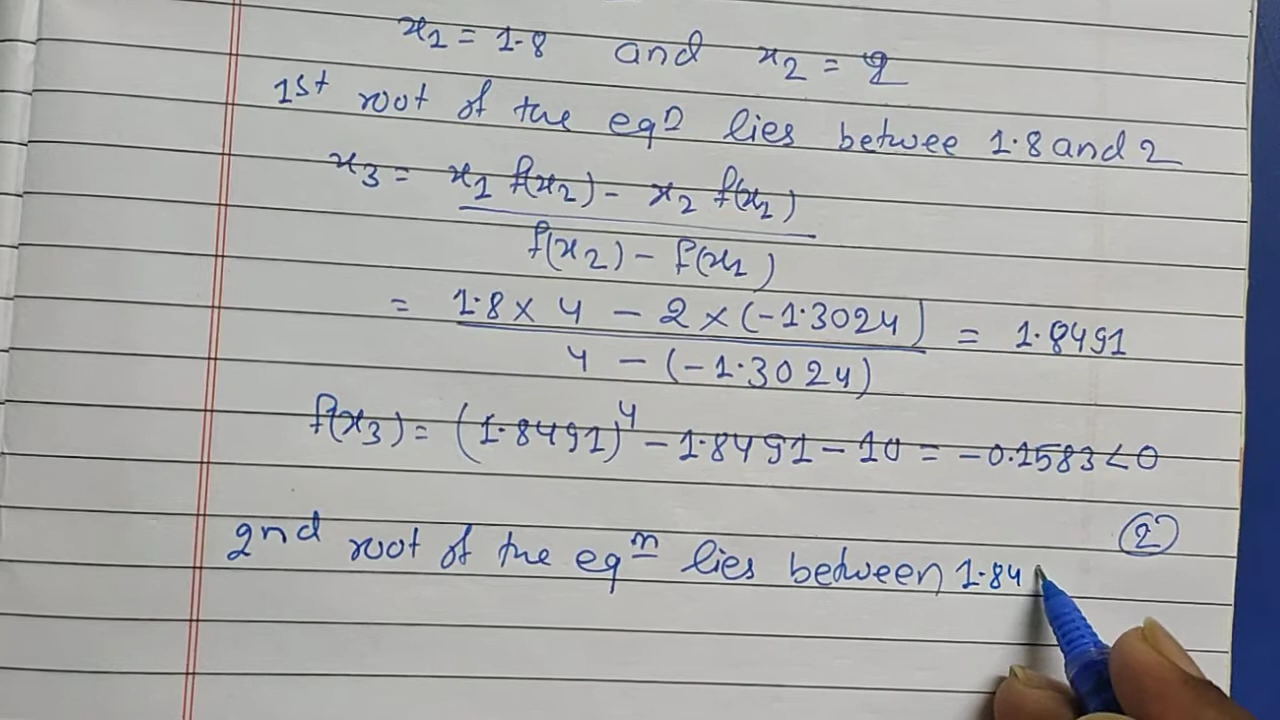 x1 = 1.8 and x2 = 2
1st root of the eqn lies betwee 1.8 and 2
x3 = x1 f(x2) - x2 f(x1)
f(x2) - f(x1)
= 1.8 × 4 - 2 × (-1.3024) = 1.8491
4 - (-1.3024)
f(x3) = (1.8491)^4 - 1.8491 - 10 = -0.1583 < 0
2
2nd root of the eqn lies between 1.84